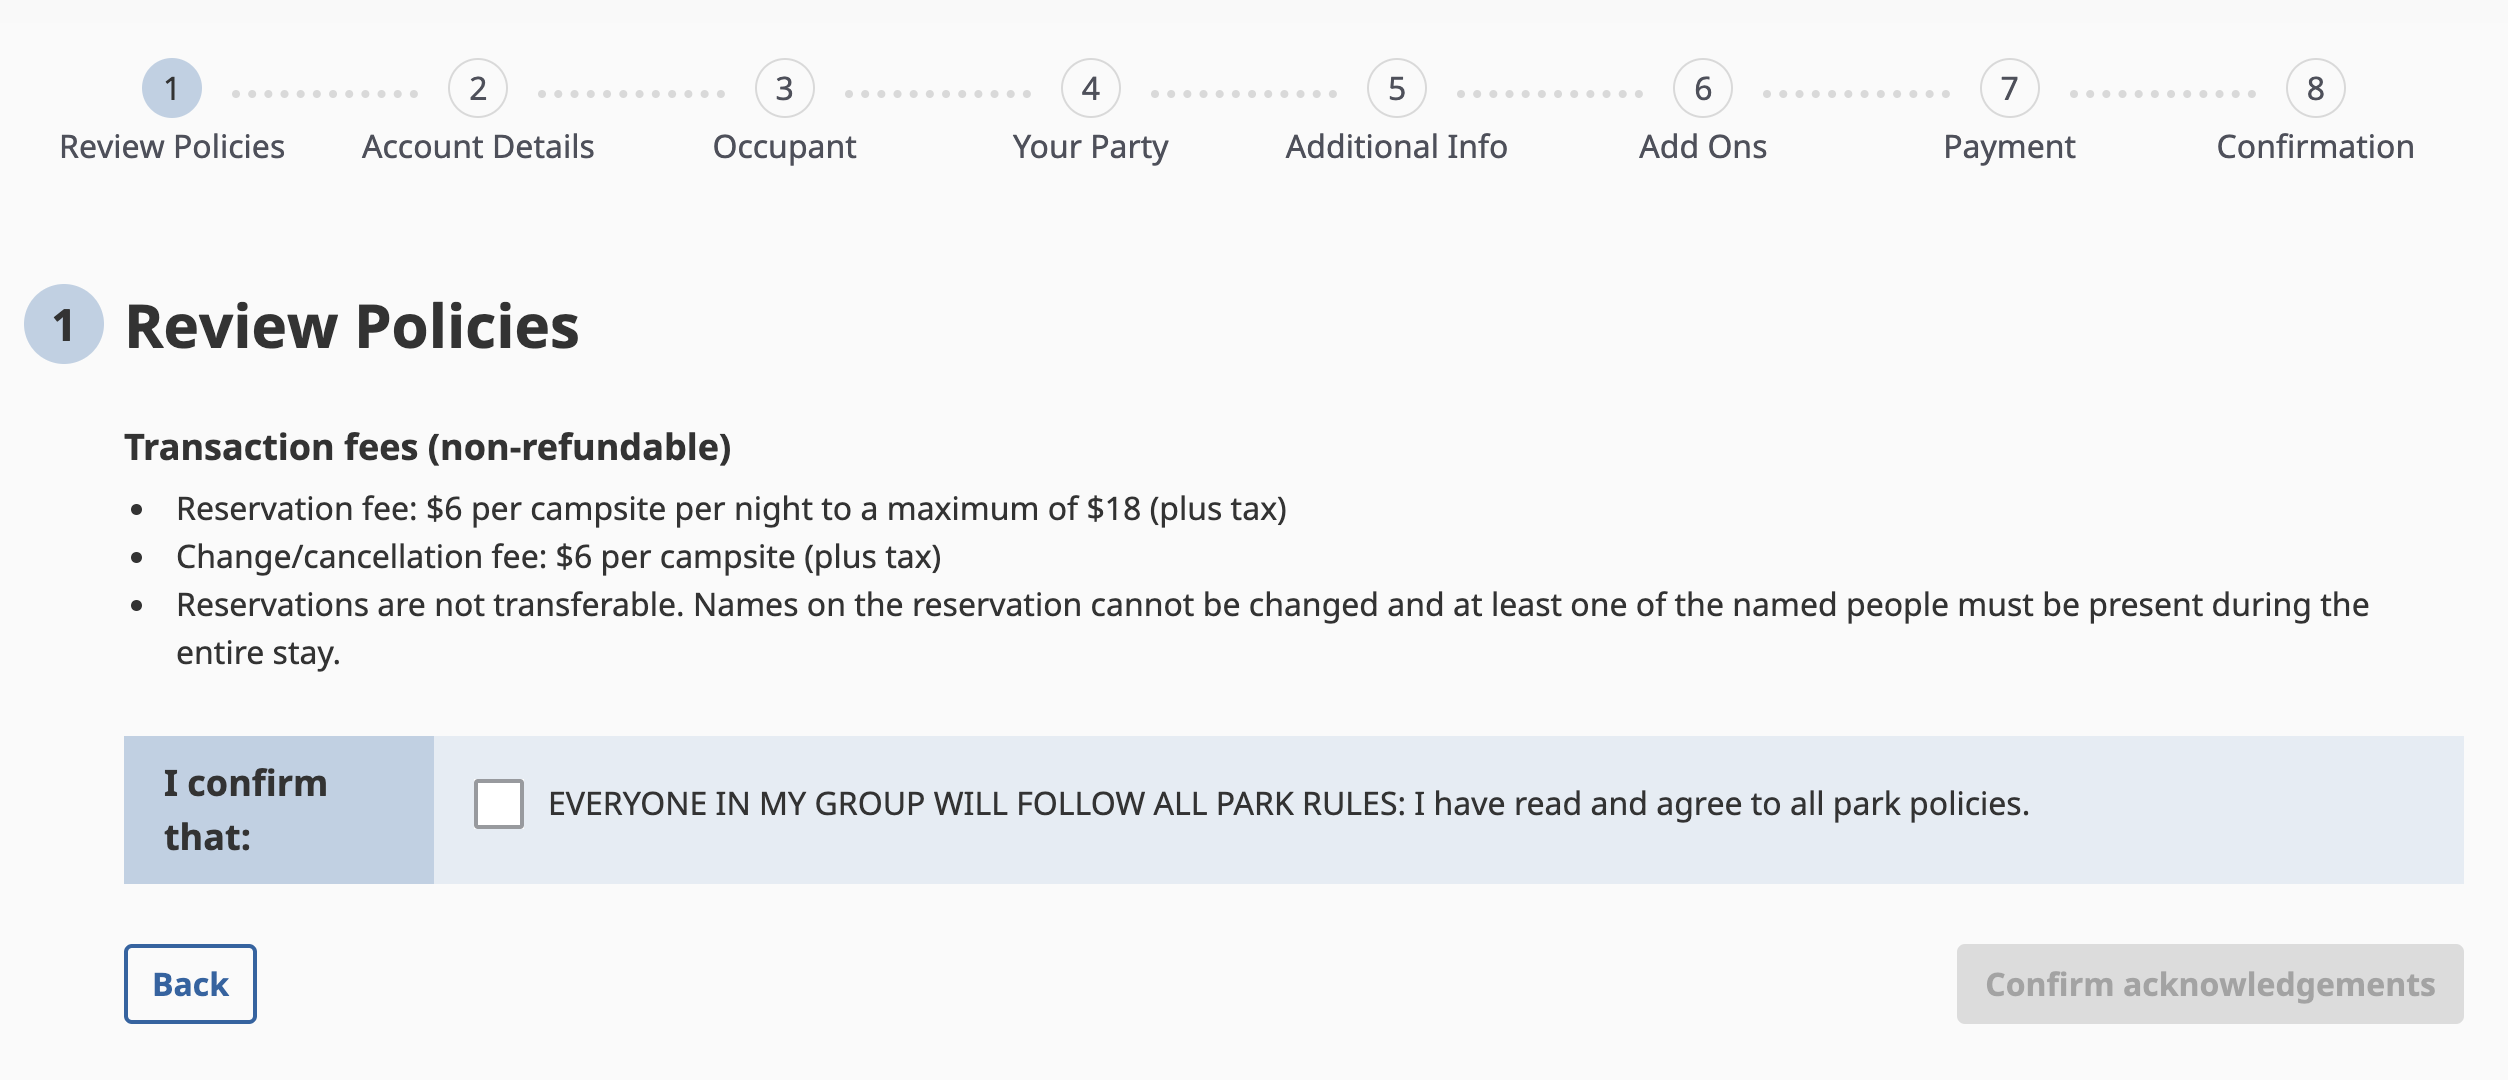 1 2 3 4 5 6 7 8
Review Policies Account Details Occupant Your Party Additional Info Add Ons Payment Confirmation
1 Review Policies
Transaction fees (non-refundable)
• Reservation fee: $6 per campsite per night to a maximum of $18 (plus tax)
• Change/cancellation fee: $6 per campsite (plus tax)
• Reservations are not transferable. Names on the reservation cannot be changed and at least one of the named people must be present during the
entire stay.
I confirm
that:
EVERYONE IN MY GROUP WILL FOLLOW ALL PARK RULES: I have read and agree to all park policies.
Back
Confirm acknowledgements